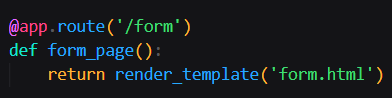 @app.route('/form')
def form_page():
    return render_template('form.html')